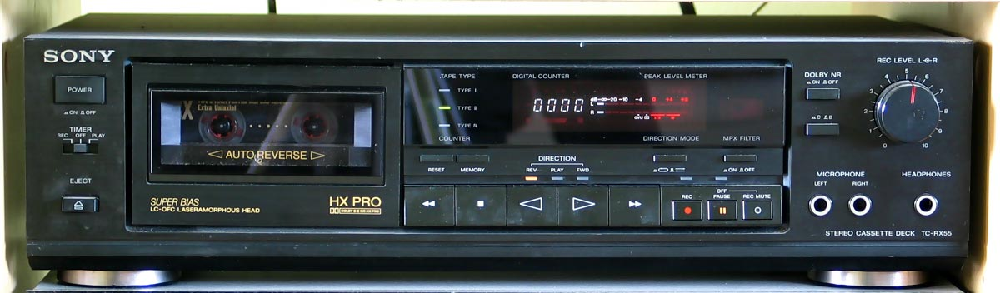 SONY
POWER
ON OFF
TIMER
REC OFF PLAY
EJECT
X
Extra Uniaxial
AUTO REVERSE
SUPER BIAS
LC-OFC LASERAMORPHOUS HEAD
HX PRO
DOLBY B-C NR HX PRO
TAPE TYPE
TYPE I
TYPE II
TYPE IV
COUNTER
DIGITAL COUNTER
0000
PEAK LEVEL METER
dB-∞-20 -10 -4 0 +4 +8
L
R
DIRECTION MODE
MPX FILTER
RESET
MEMORY
DIRECTION
REV PLAY FWD
ON OFF
REC
OFF
PAUSE
REC MUTE
DOLBY NR
ON OFF
C B
REC LEVEL L-R
0 1 2 3 4 5 6 7 8 9 10
MICROPHONE
LEFT RIGHT
HEADPHONES
STEREO CASSETTE DECK TC-RX55